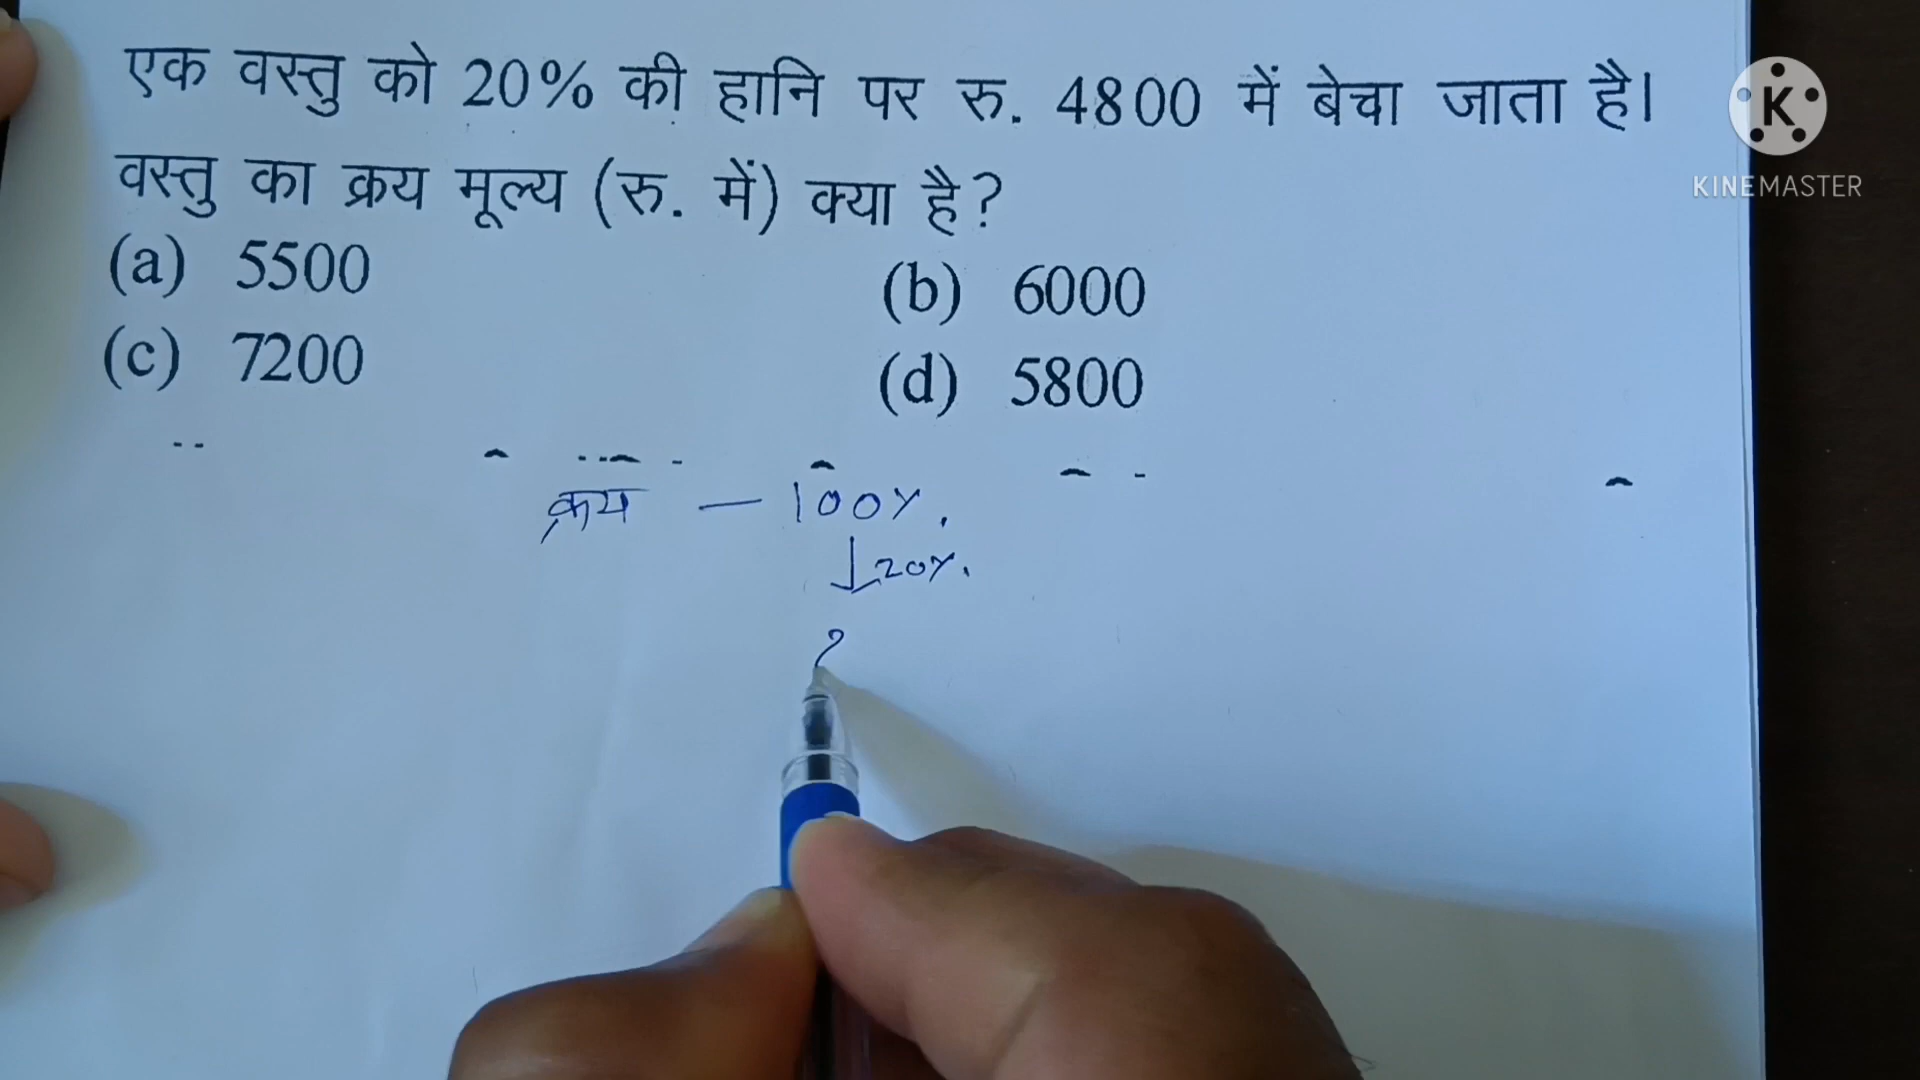 एक वस्तु को 20% की हानि पर रु. 4800 में बेचा जाता है।
वस्तु का क्रय मूल्य (रु. में) क्या है?
(a) 5500 (b) 6000
(c) 7200 (d) 5800
क्रय — 100%
↓20%
K
KINEMASTER